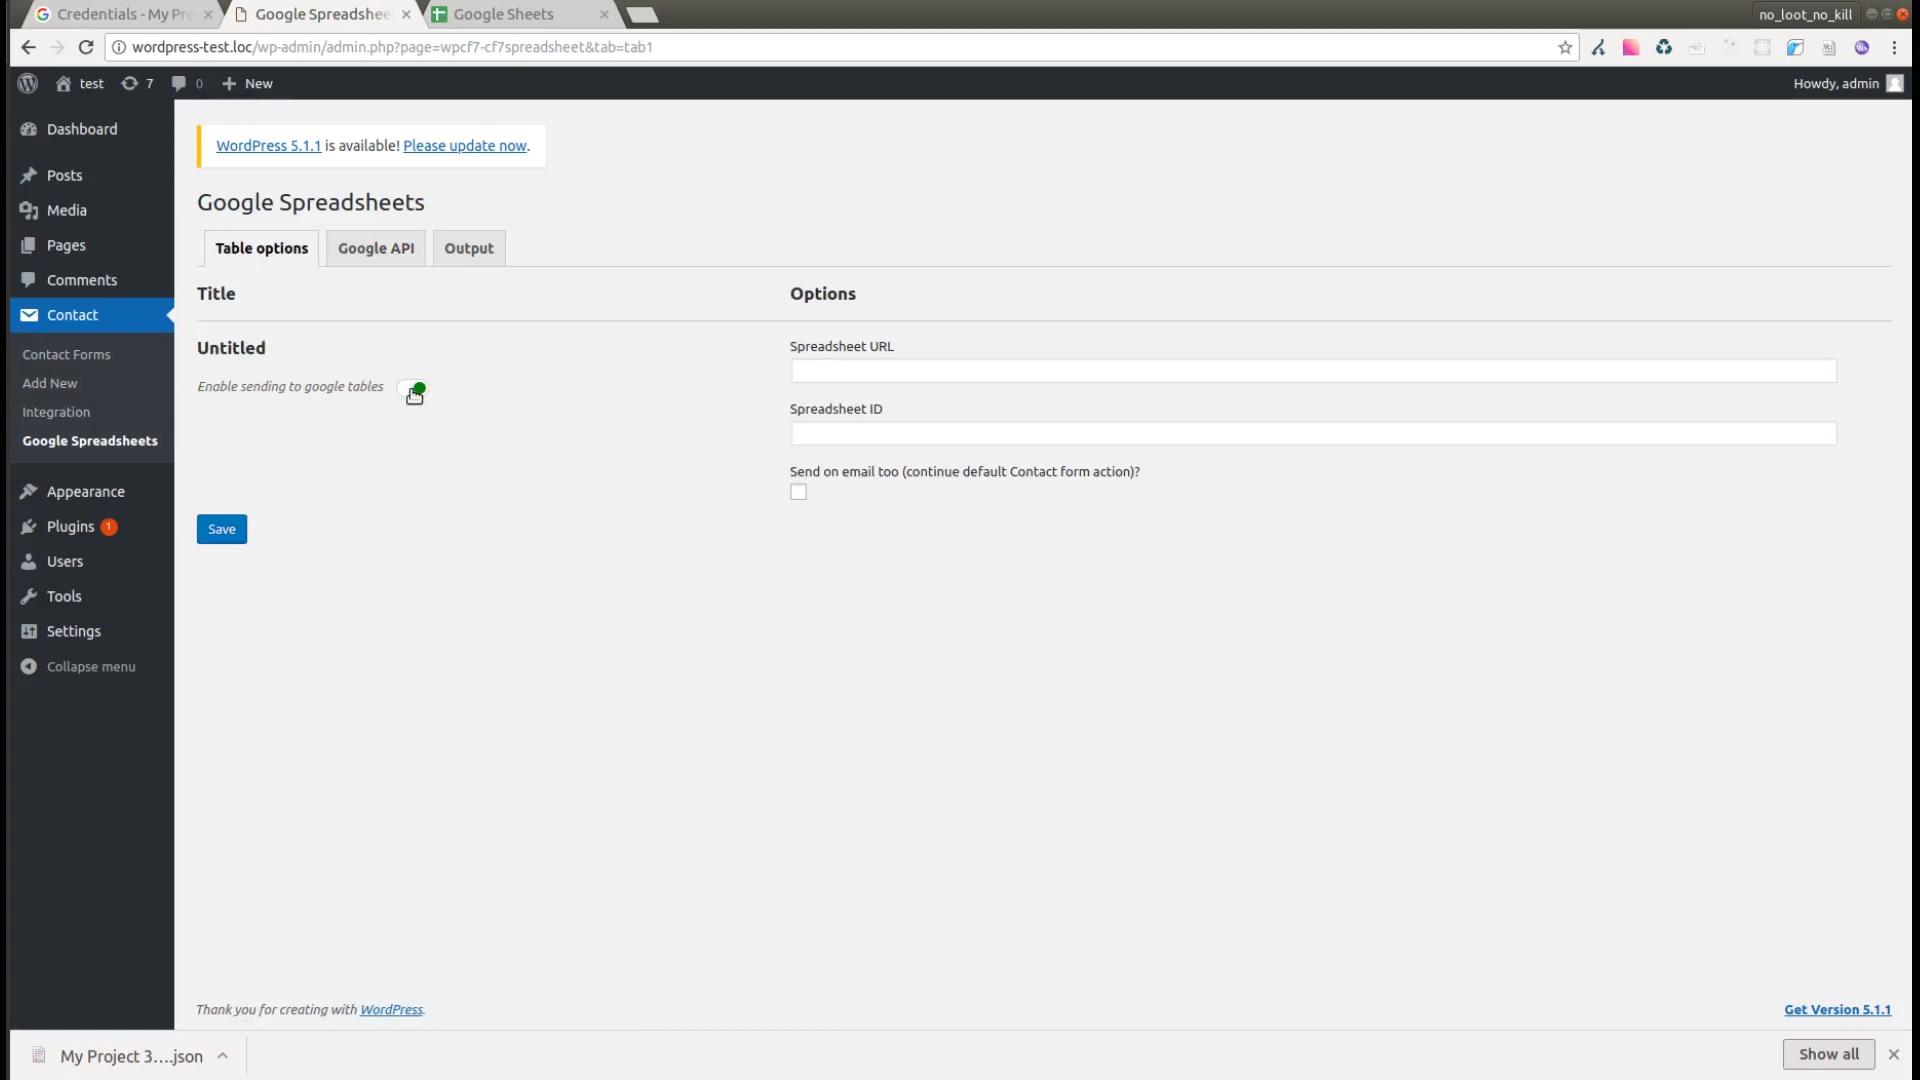 Credentials - My Pro
Google Spreadshee
Google Sheets
no_loot_no_kill
wordpress-test.loc/wp-admin/admin.php?page=wpcf7-cf7spreadsheet&tab=tab1
test
7
0
New
Howdy, admin
Dashboard
Posts
Media
Pages
Comments
Contact
Contact Forms
Add New
Integration
Google Spreadsheets
Appearance
Plugins 1
Users
Tools
Settings
Collapse menu
WordPress 5.1.1 is available! Please update now.
Google Spreadsheets
Table options
Google API
Output
Title
Options
Untitled
Enable sending to google tables
Spreadsheet URL
Spreadsheet ID
Send on email too (continue default Contact form action)?
Save
Thank you for creating with WordPress.
Get Version 5.1.1
My Project 3....json
Show all